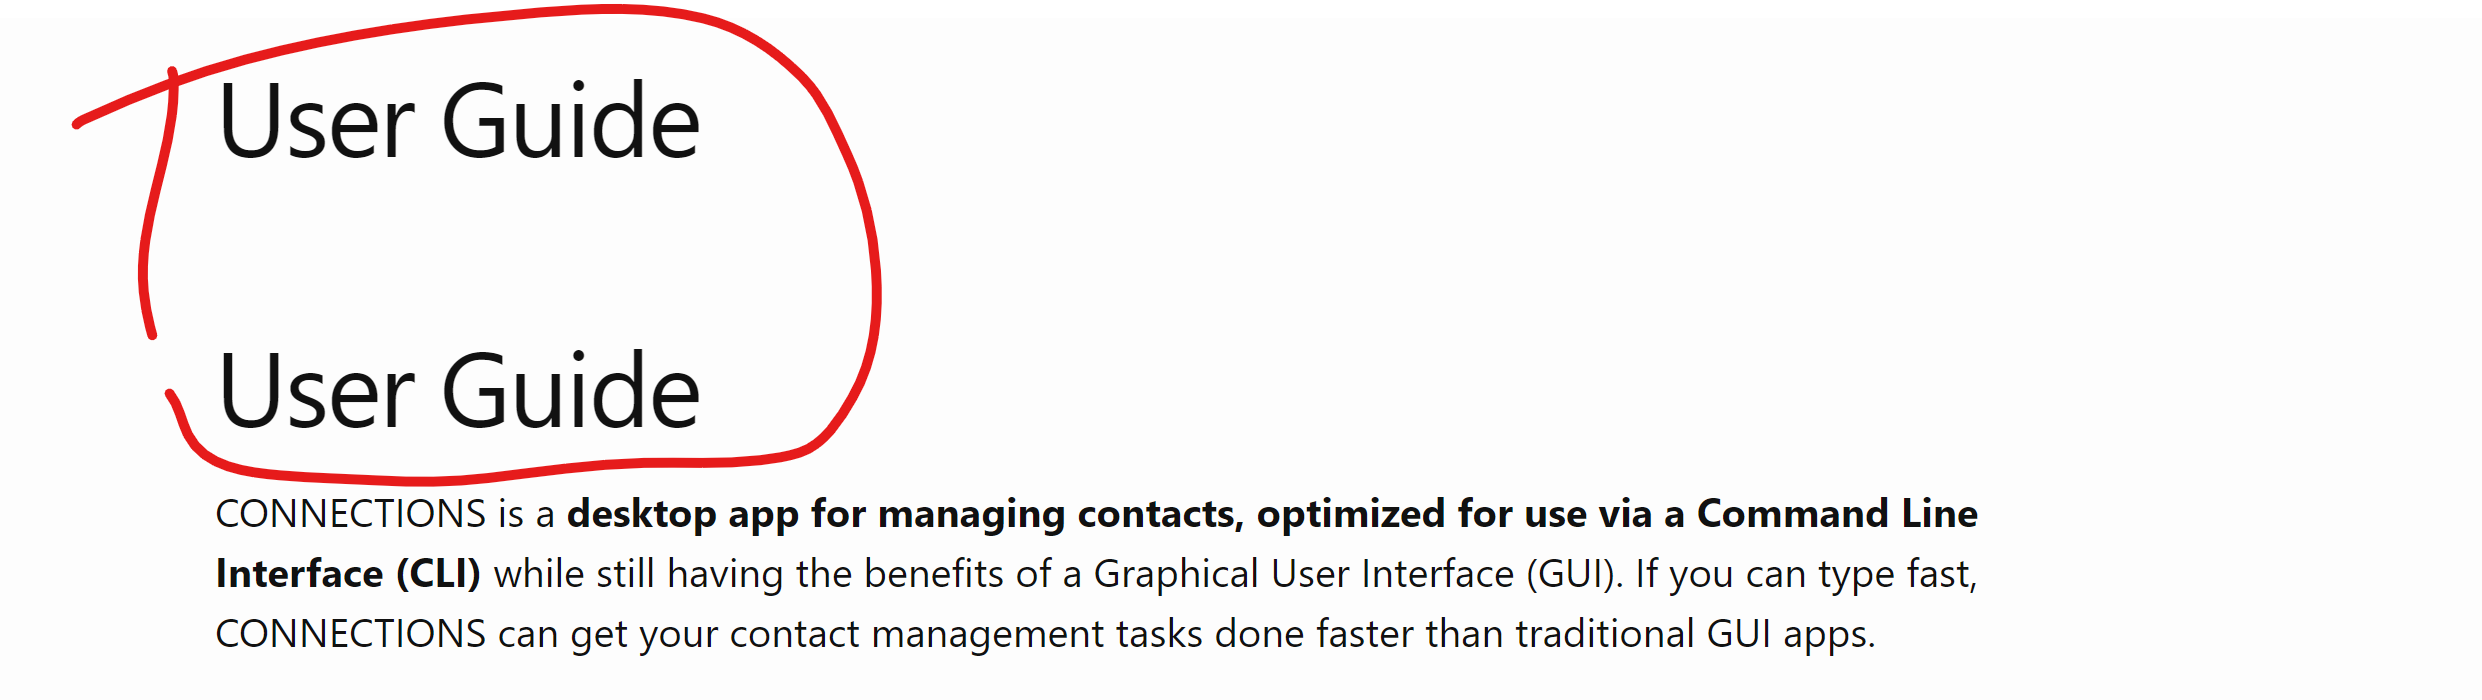 User Guide
User Guide
CONNECTIONS is a desktop app for managing contacts, optimized for use via a Command Line
Interface (CLI) while still having the benefits of a Graphical User Interface (GUI). If you can type fast,
CONNECTIONS can get your contact management tasks done faster than traditional GUI apps.